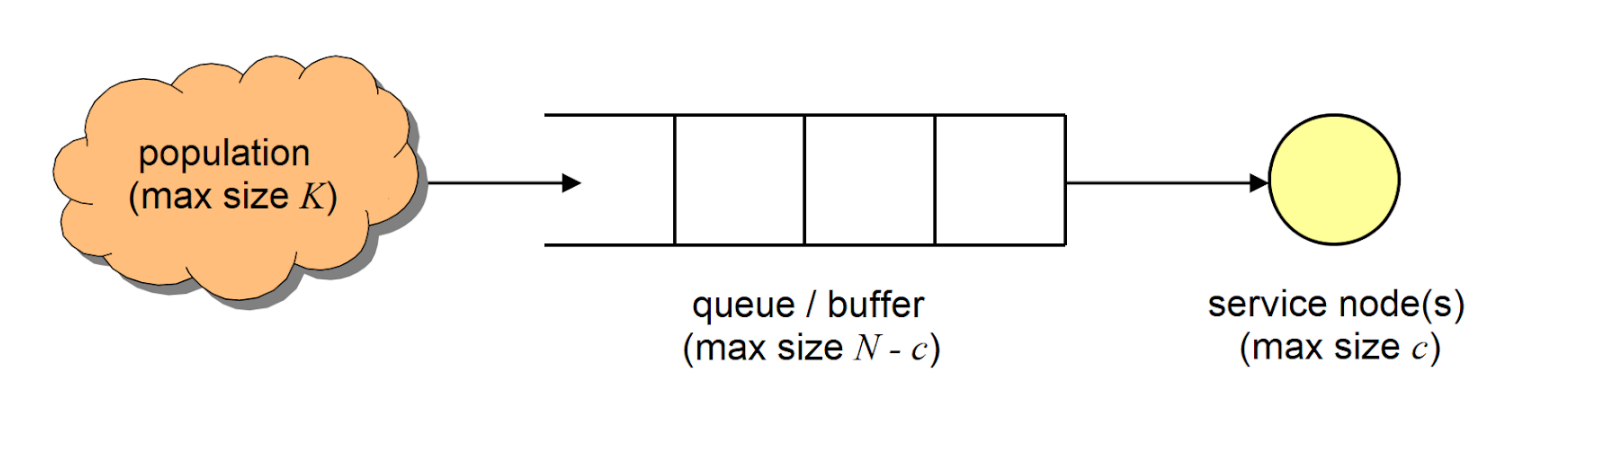 population
(max size K)
queue / buffer
(max size N - c)
service node(s)
(max size c)